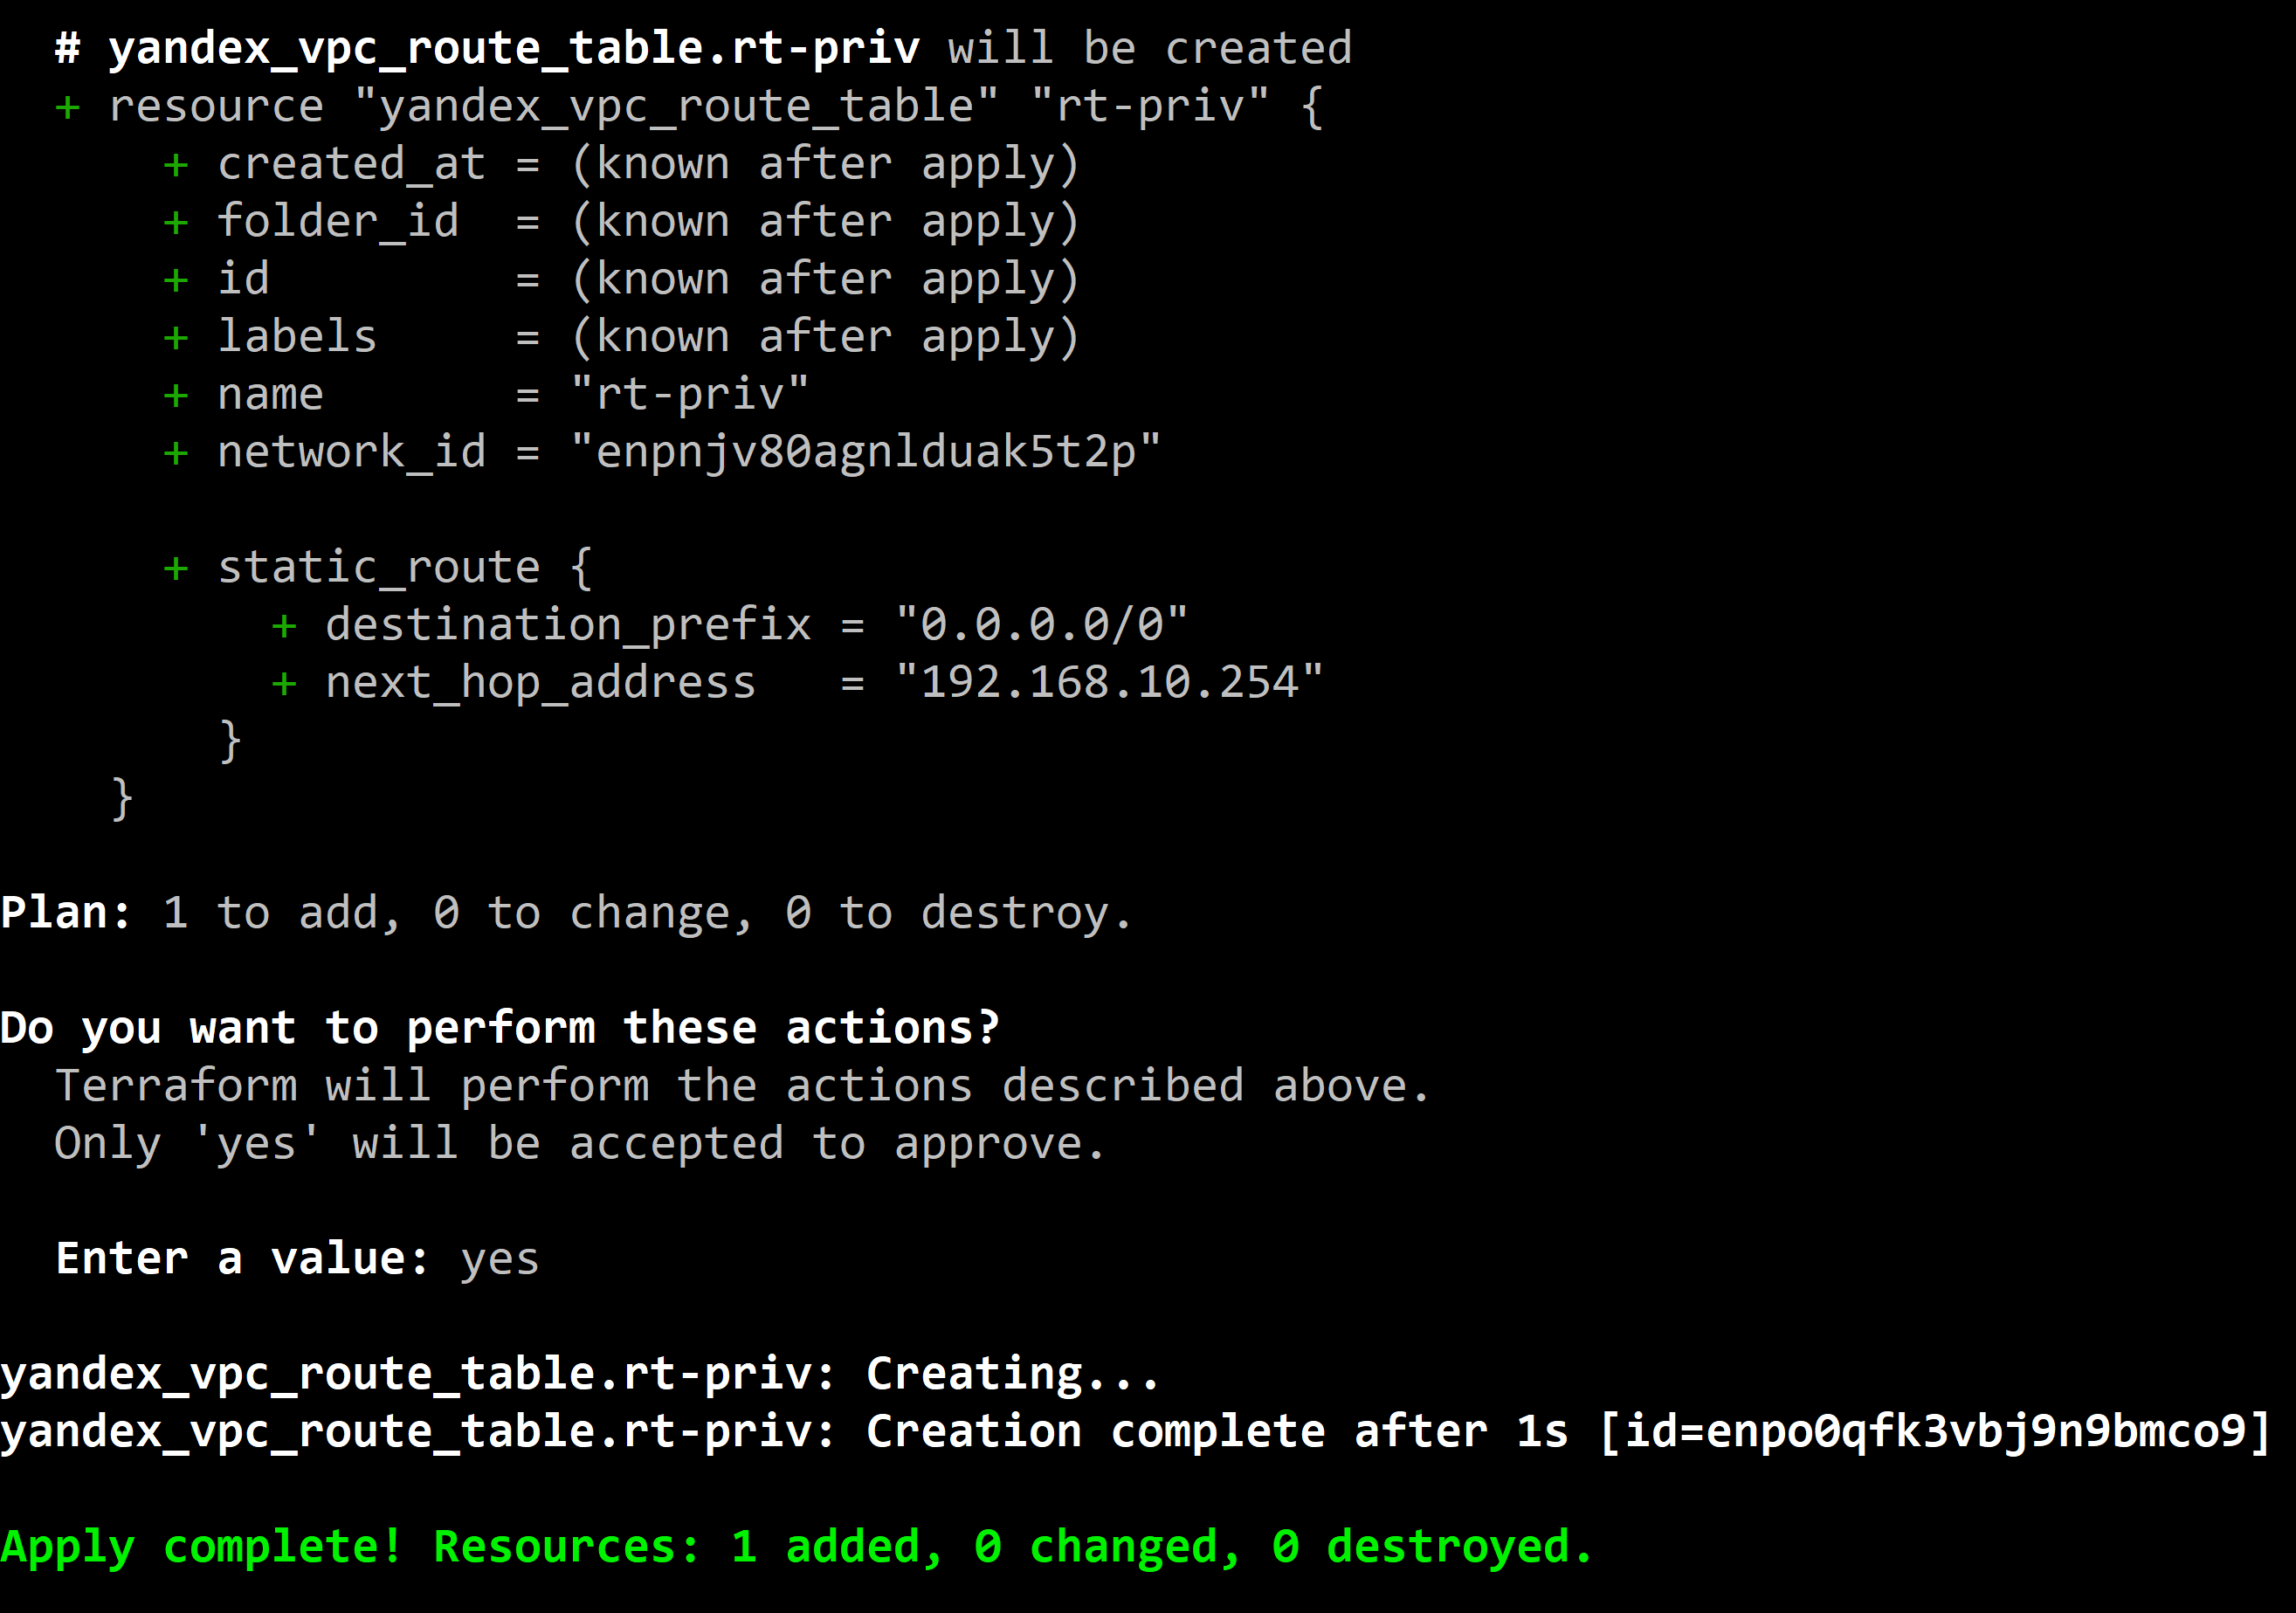 # yandex_vpc_route_table.rt-priv will be created
+ resource "yandex_vpc_route_table" "rt-priv" {
+ created_at = (known after apply)
+ folder_id = (known after apply)
+ id = (known after apply)
+ labels = (known after apply)
+ name = "rt-priv"
+ network_id = "enpnjv80agnlduak5t2p"
+ static_route {
+ destination_prefix = "0.0.0.0/0"
+ next_hop_address = "192.168.10.254"
}
}
Plan: 1 to add, 0 to change, 0 to destroy.
Do you want to perform these actions?
Terraform will perform the actions described above.
Only 'yes' will be accepted to approve.
Enter a value: yes
yandex_vpc_route_table.rt-priv: Creating...
yandex_vpc_route_table.rt-priv: Creation complete after 1s [id=enpo0qfk3vbj9n9bmco9]
Apply complete! Resources: 1 added, 0 changed, 0 destroyed.